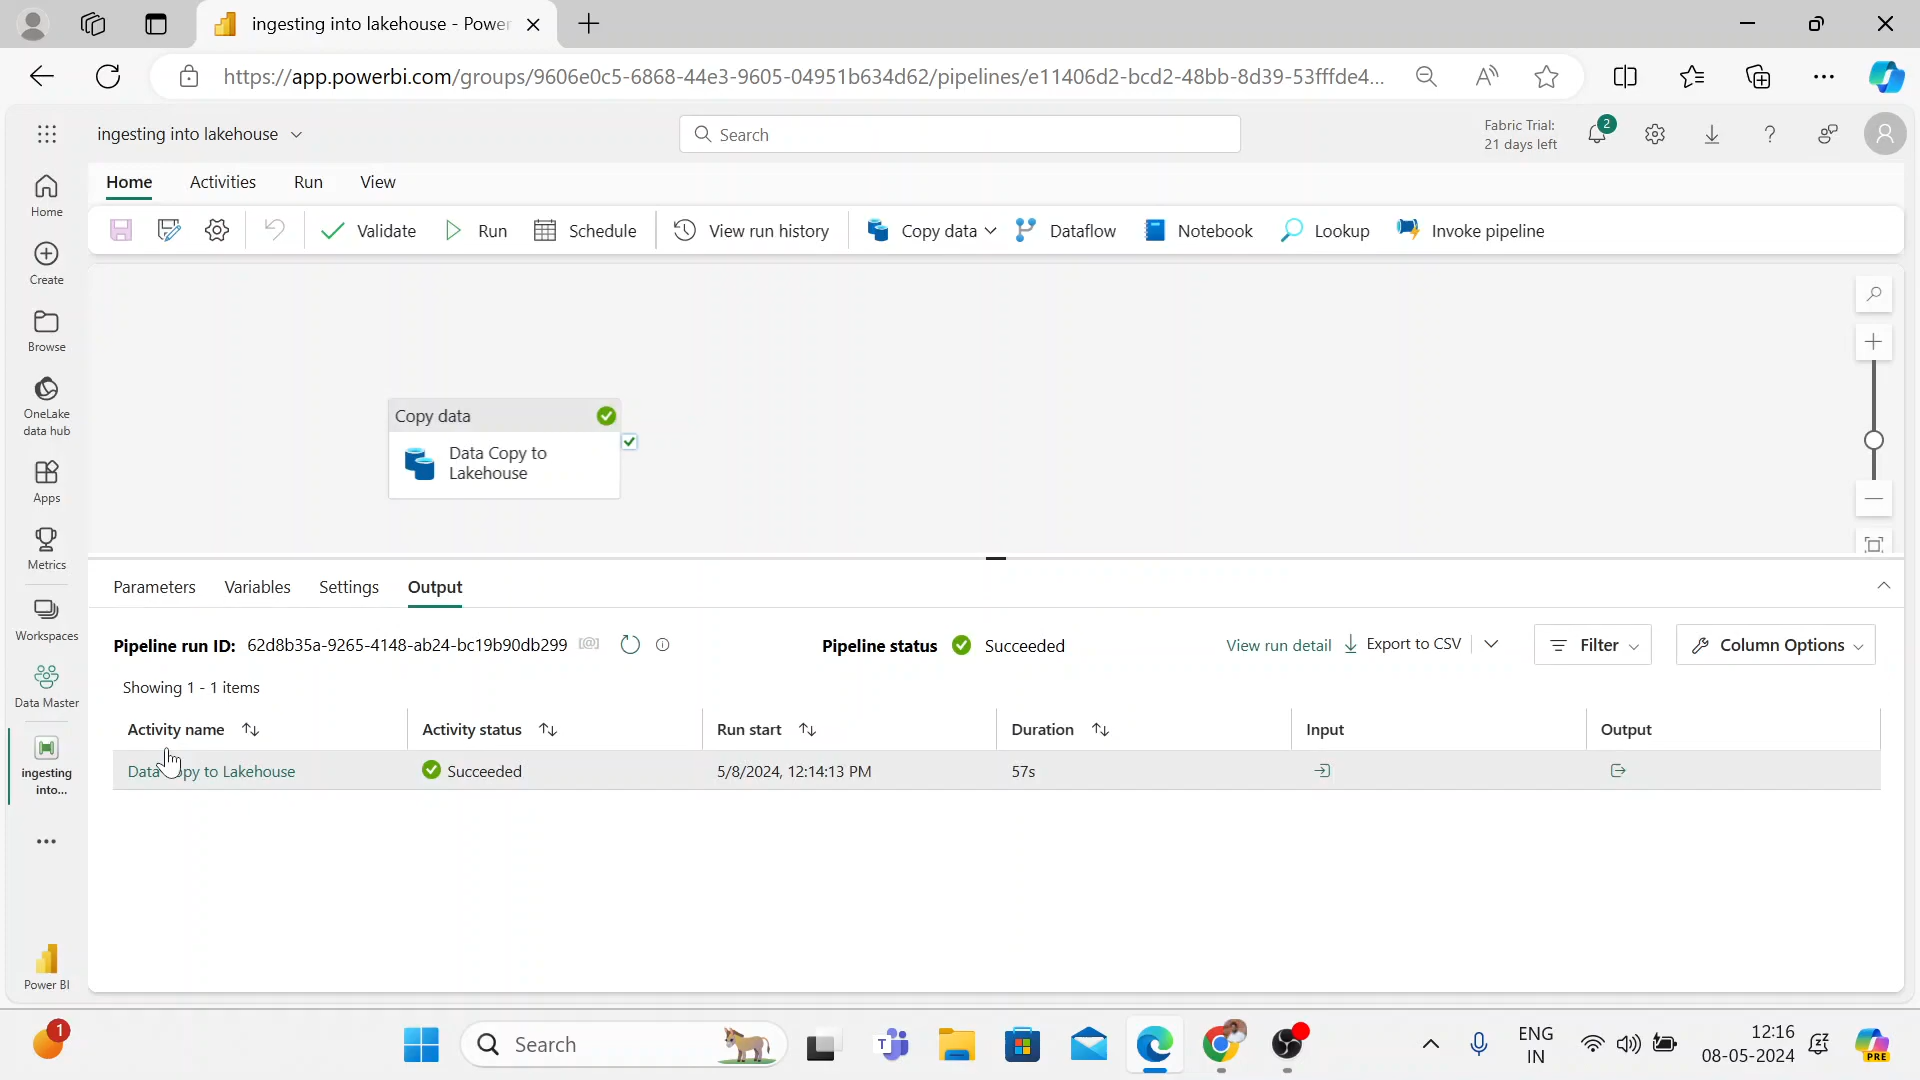 ingesting into lakehouse - Power
https://app.powerbi.com/groups/9606e0c5-6868-44e3-9605-04951b634d62/pipelines/e11406d2-bcd2-48bb-8d39-53fffde4...
ingesting into lakehouse
Search
Fabric Trial:
21 days left
2
Home
Activities
Run
View
Validate
Run
Schedule
View run history
Copy data
Dataflow
Notebook
Lookup
Invoke pipeline
Home
Create
Browse
OneLake
data hub
Apps
Metrics
Workspaces
Data Master
ingesting
into...
Power BI
Copy data
Data Copy to
Lakehouse
Parameters
Variables
Settings
Output
Pipeline run ID: 62d8b35a-9265-4148-ab24-bc19b90db299
Pipeline status Succeeded
View run detail
Export to CSV
Filter
Column Options
Showing 1 - 1 items
Activity name
Activity status
Run start
Duration
Input
Output
Data Copy to Lakehouse
Succeeded
5/8/2024, 12:14:13 PM
57s
1
Search
ENG
IN
12:16
08-05-2024
PRE